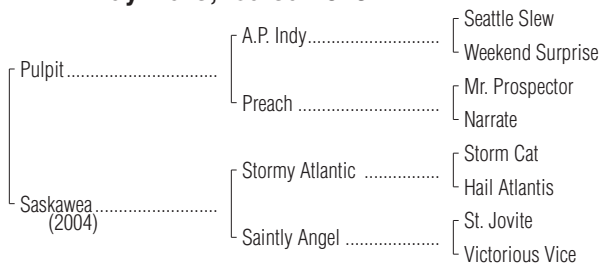 A.P. Indy
Seattle Slew
Weekend Surprise
Pulpit
Preach
Mr. Prospector
Narrate
Stormy Atlantic
Storm Cat
Hail Atlantis
Saskawea
(2004)
Saintly Angel
St. Jovite
Victorious Vice